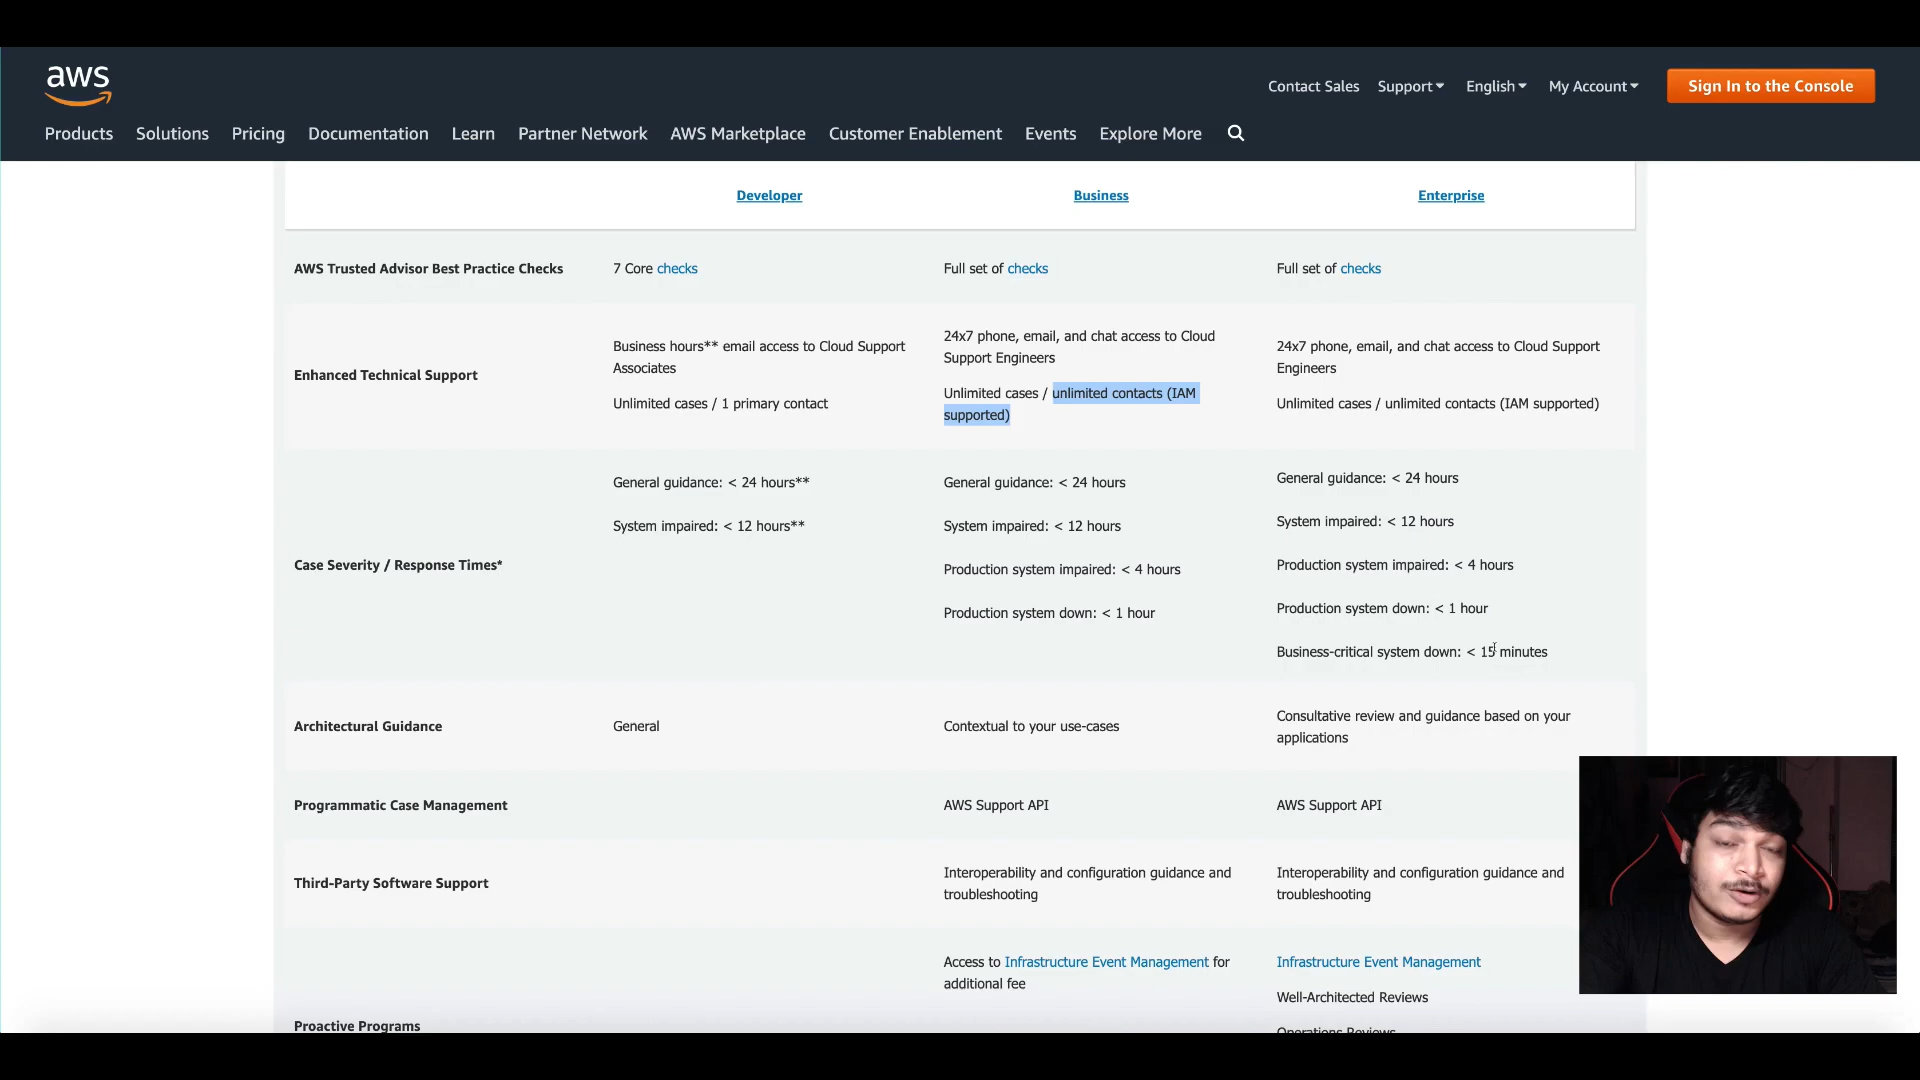 aws
Contact Sales Support English My Account Sign In to the Console
Products Solutions Pricing Documentation Learn Partner Network AWS Marketplace Customer Enablement Events Explore More
Developer Business Enterprise
AWS Trusted Advisor Best Practice Checks
7 Core checks
Full set of checks
Full set of checks
Enhanced Technical Support
Business hours** email access to Cloud Support
Associates
Unlimited cases / 1 primary contact
24x7 phone, email, and chat access to Cloud
Support Engineers
Unlimited cases / unlimited contacts (IAM
supported)
24x7 phone, email, and chat access to Cloud Support
Engineers
Unlimited cases / unlimited contacts (IAM supported)
Case Severity / Response Times*
General guidance: < 24 hours**
System impaired: < 12 hours**
General guidance: < 24 hours
System impaired: < 12 hours
Production system impaired: < 4 hours
Production system down: < 1 hour
General guidance: < 24 hours
System impaired: < 12 hours
Production system impaired: < 4 hours
Production system down: < 1 hour
Business-critical system down: < 15 minutes
Architectural Guidance
General
Contextual to your use-cases
Consultative review and guidance based on your
applications
Programmatic Case Management
AWS Support API
AWS Support API
Third-Party Software Support
Interoperability and configuration guidance and
troubleshooting
Interoperability and configuration guidance and
troubleshooting
Proactive Programs
Access to Infrastructure Event Management for
additional fee
Infrastructure Event Management
Well-Architected Reviews
Operations Reviews